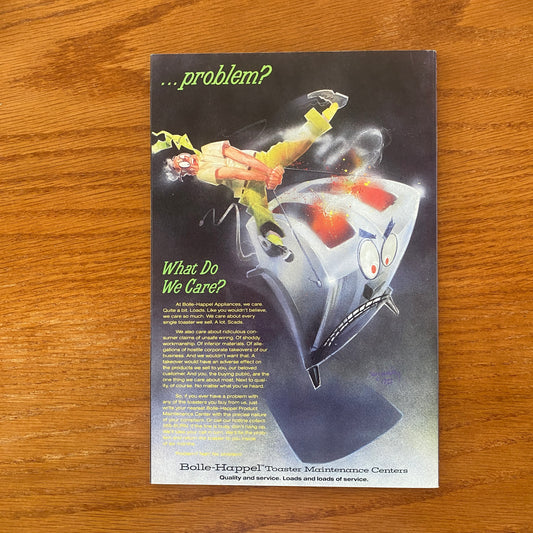 ...problem?
What Do
We Care?
At Bolle-Happel Appliances, we care.
Quite a bit. Loads. Like you wouldn't believe,
we care so much. We care about every
single toaster we sell. A lot. Scads.
We also care about ridiculous con-
sumer claims of unsafe wiring. Of shoddy
workmanship. Of inferior materials. Of alle-
gations of hostile corporate takeovers of our
business. And we wouldn't want that. A
takeover would have an adverse effect on
the products we sell to you, our beloved
customer. And you, the buying public, are the
one thing we care about most. Next to qual-
ity of course. No matter what you've heard.
So, if you ever have a problem with
any of the toasters you buy from us, just
write your nearest Bolle-Happel Product
Maintenance Center with the precise nature
Bolle-Happel™ Toaster Maintenance Centers
Quality and service. Loads and loads of service.